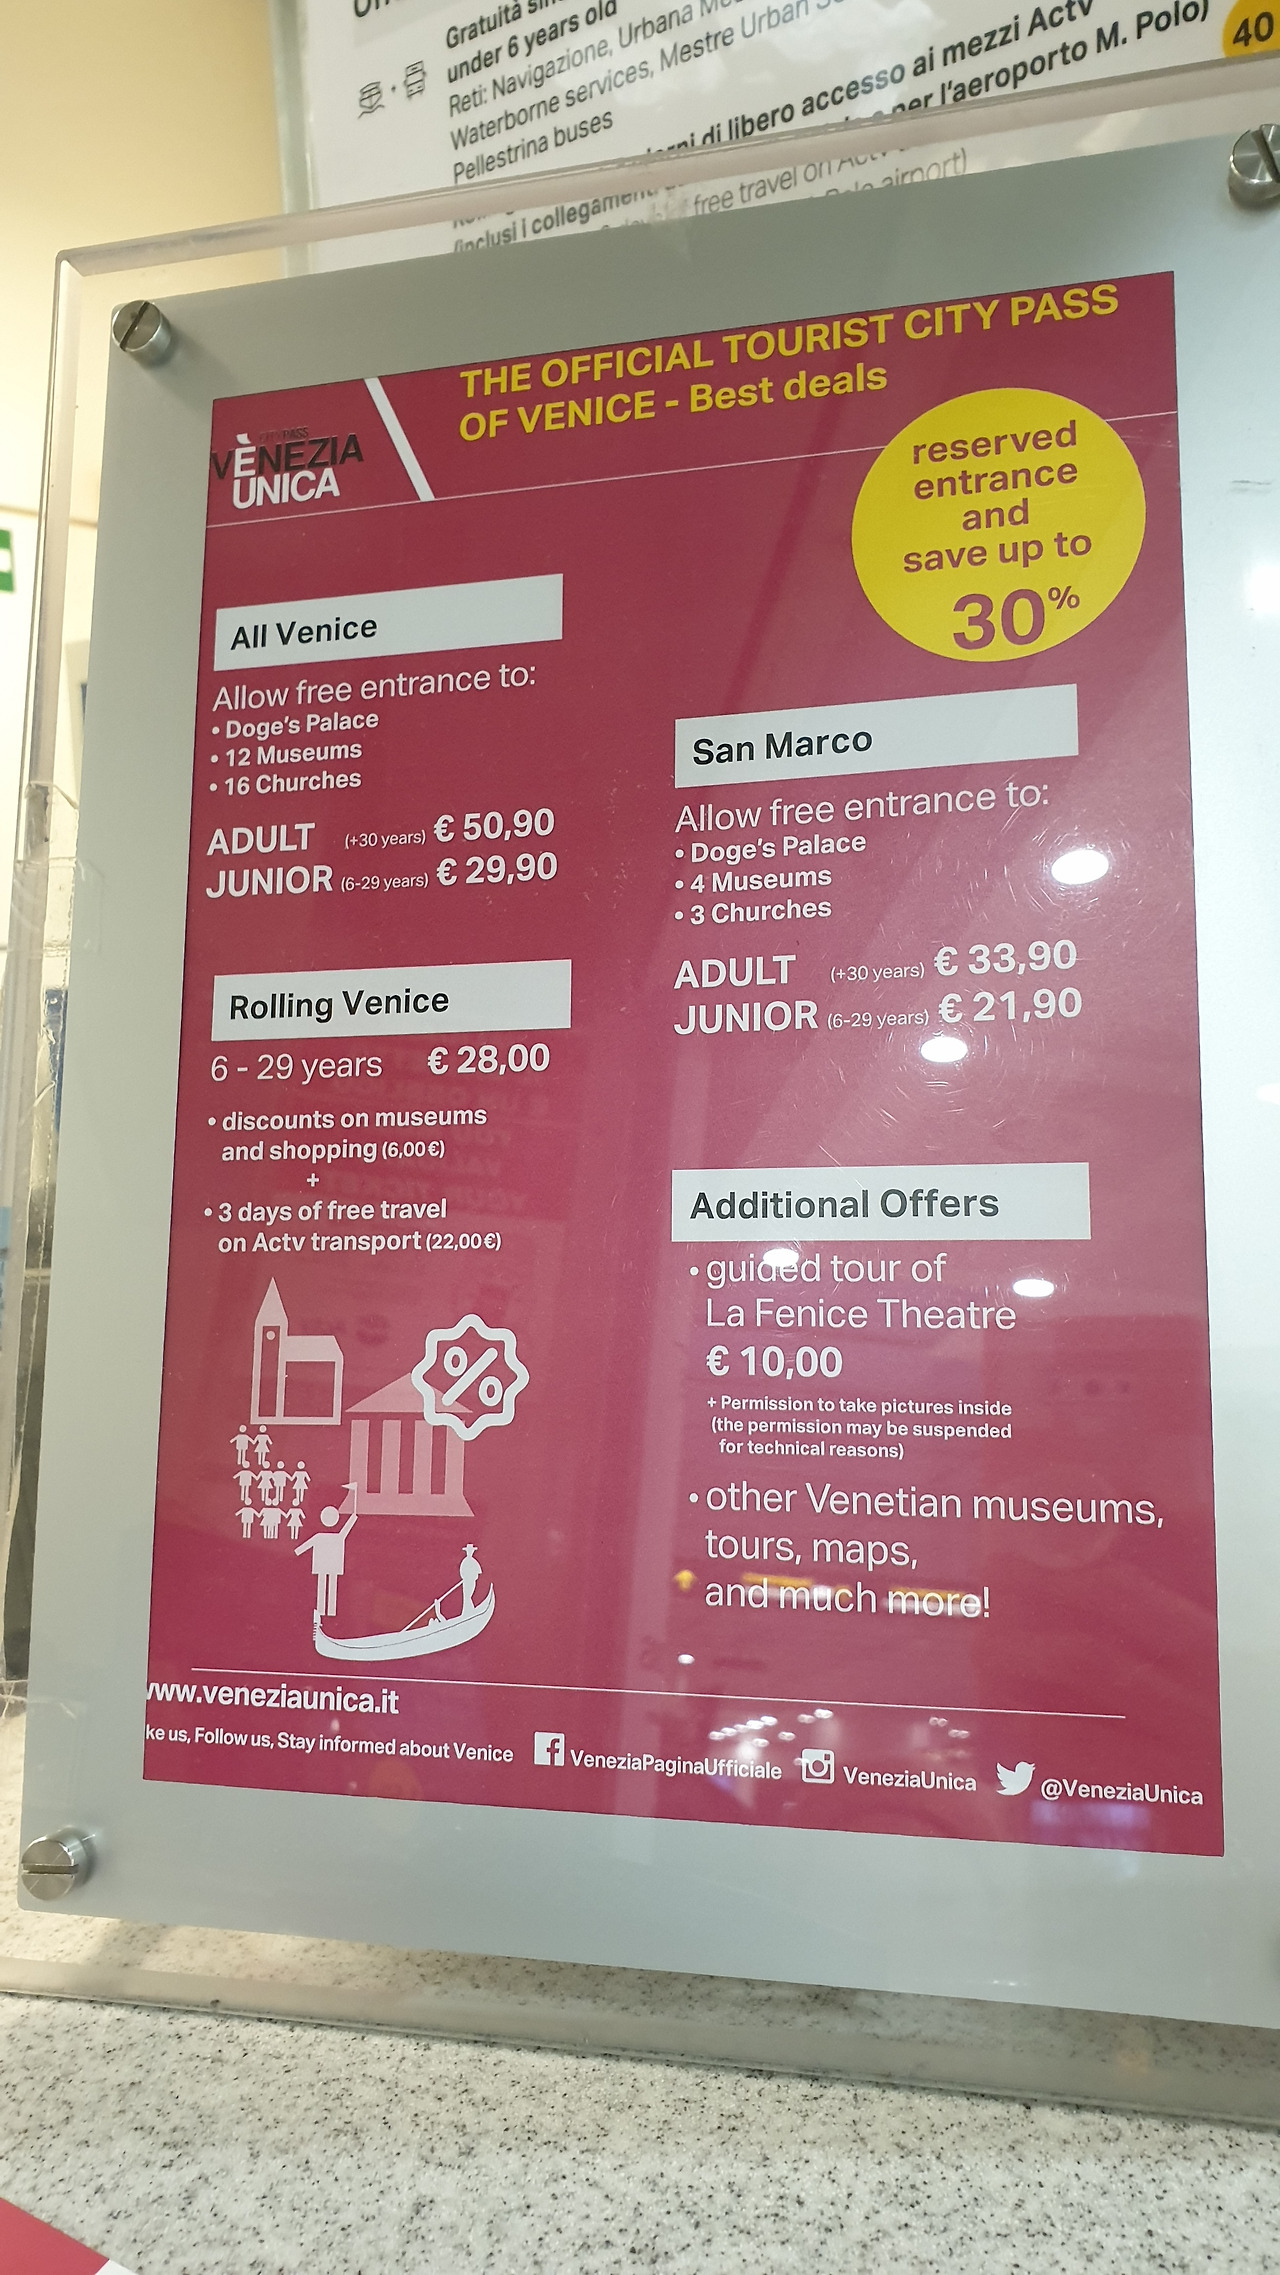 Gratuità
under 6 years old
Reti: Navigazione, Urbana
Waterborne services, Mestre Urban
Pellestrina buses
di libero accesso ai mezzi Actv
per l'aeroporto M. Polo)
40
free travel on Actv
(inclusi i collegamenti
airport)
THE OFFICIAL TOURIST CITY PASS
OF VENICE - Best deals
CITY PASS
VÈNEZIA
UNICA
reserved
entrance
and
save up to
30%
All Venice
Allow free entrance to:
• Doge's Palace
• 12 Museums
• 16 Churches
ADULT (+30 years) € 50,90
JUNIOR (6-29 years) € 29,90
San Marco
Allow free entrance to:
• Doge's Palace
• 4 Museums
• 3 Churches
ADULT (+30 years) € 33,90
JUNIOR (6-29 years) € 21,90
Rolling Venice
6 - 29 years € 28,00
• discounts on museums
and shopping (6,00€)
+
• 3 days of free travel
on Actv transport (22,00€)
%
Additional Offers
• guided tour of
La Fenice Theatre
€ 10,00
+ Permission to take pictures inside
(the permission may be suspended
for technical reasons)
• other Venetian museums,
tours, maps,
and much more!
www.veneziaunica.it
ke us, Follow us, Stay informed about Venice VeneziaPaginaUfficiale VeneziaUnica @VeneziaUnica